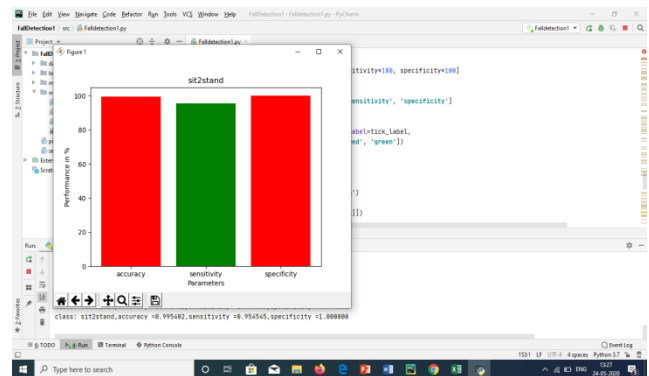 File Edit View Navigate Code Refactor Run Tools VCS Window Help FallDetection1 - Falldetection1.py - PyCharm
FallDetection1 src Falldetection1.py
Falldetection1
Project
Falldetection1.py
1: Project
Figure 1
sit2stand
itivity*100, specificity*100]
ensitivity', 'specificity']
abel=tick_label,
ed', 'green'])
')
]])
Performance in %
100
80
60
40
20
0
accuracy sensitivity specificity
Parameters
2: Structure
Run:
2: Favorites
class: sit2stand,accuracy =0.995402,sensitivity =0.954545,specificity =1.000000
6: TODO 4: Run Terminal Python Console Event Log
153:1 LF UTF-8 4 spaces Python 3.7
Type here to search
ENG
13:27
24-05-2020